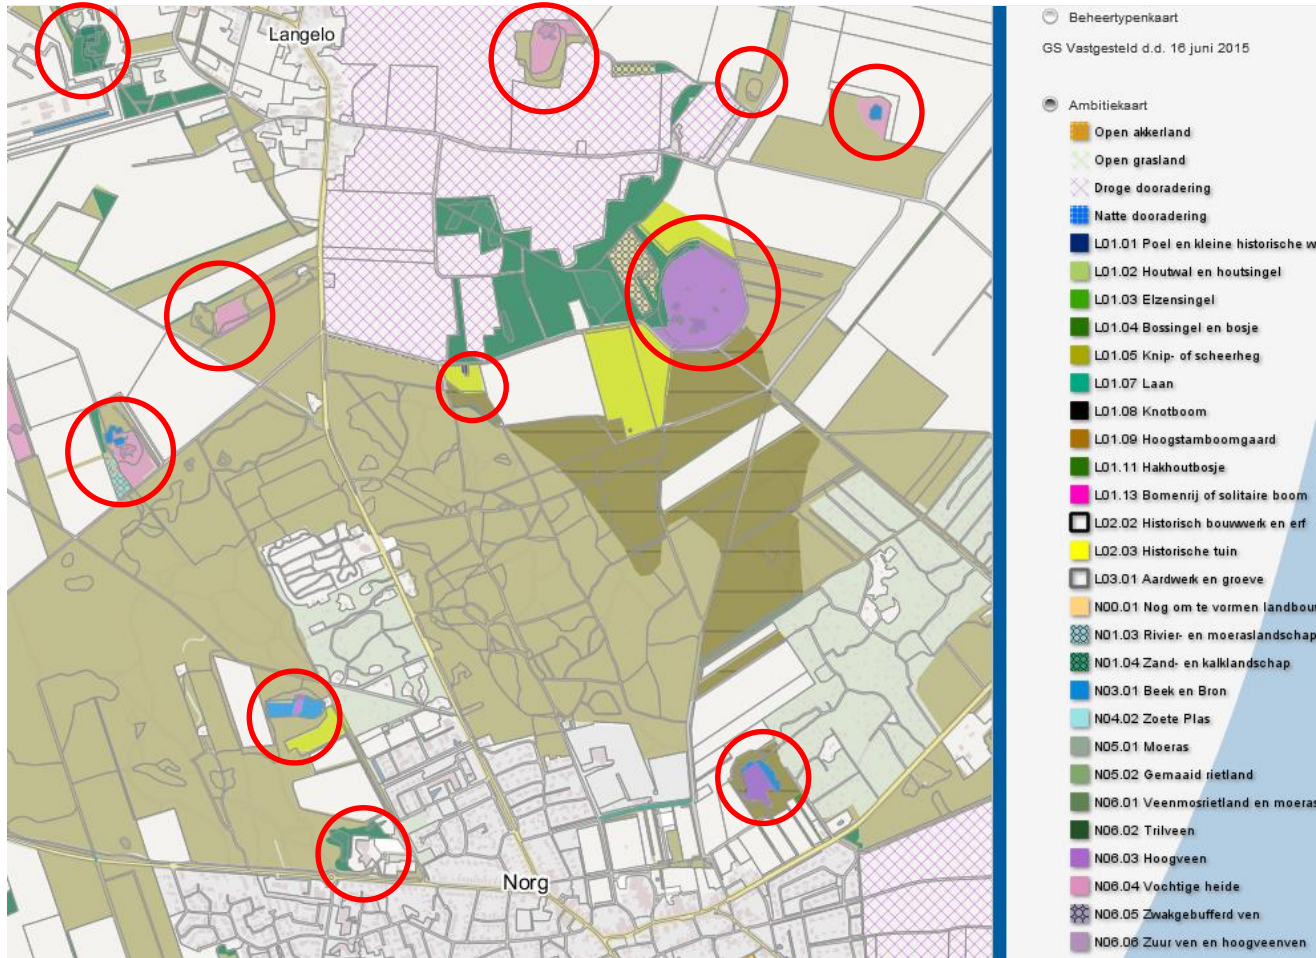 Langelo
Norg
Beheertypenkaart
GS Vastgesteld d.d. 16 juni 2015
Ambitiekaart
Open akkerland
Open grasland
Droge dooradering
Natte dooradering
L01.01 Poel en kleine historische w
L01.02 Houtwal en houtsingel
L01.03 Elzensingel
L01.04 Bossingel en bosje
L01.05 Knip- of scheerheg
L01.07 Laan
L01.08 Knotboom
L01.09 Hoogstamboomgaard
L01.11 Hakhoutbosje
L01.13 Bomenrij of solitaire boom
L02.02 Historisch bouwwerk en erf
L02.03 Historische tuin
L03.01 Aardwerk en groeve
N00.01 Nog om te vormen landbou
N01.03 Rivier- en moeraslandschap
N01.04 Zand- en kalklandschap
N03.01 Beek en Bron
N04.02 Zoete Plas
N05.01 Moeras
N05.02 Gemaaid rietland
N06.01 Veenmosrietland en moeras
N06.02 Trilveen
N06.03 Hoogveen
N06.04 Vochtige heide
N06.05 Zwakgebufferd ven
N06.06 Zuur ven en hoogveenven